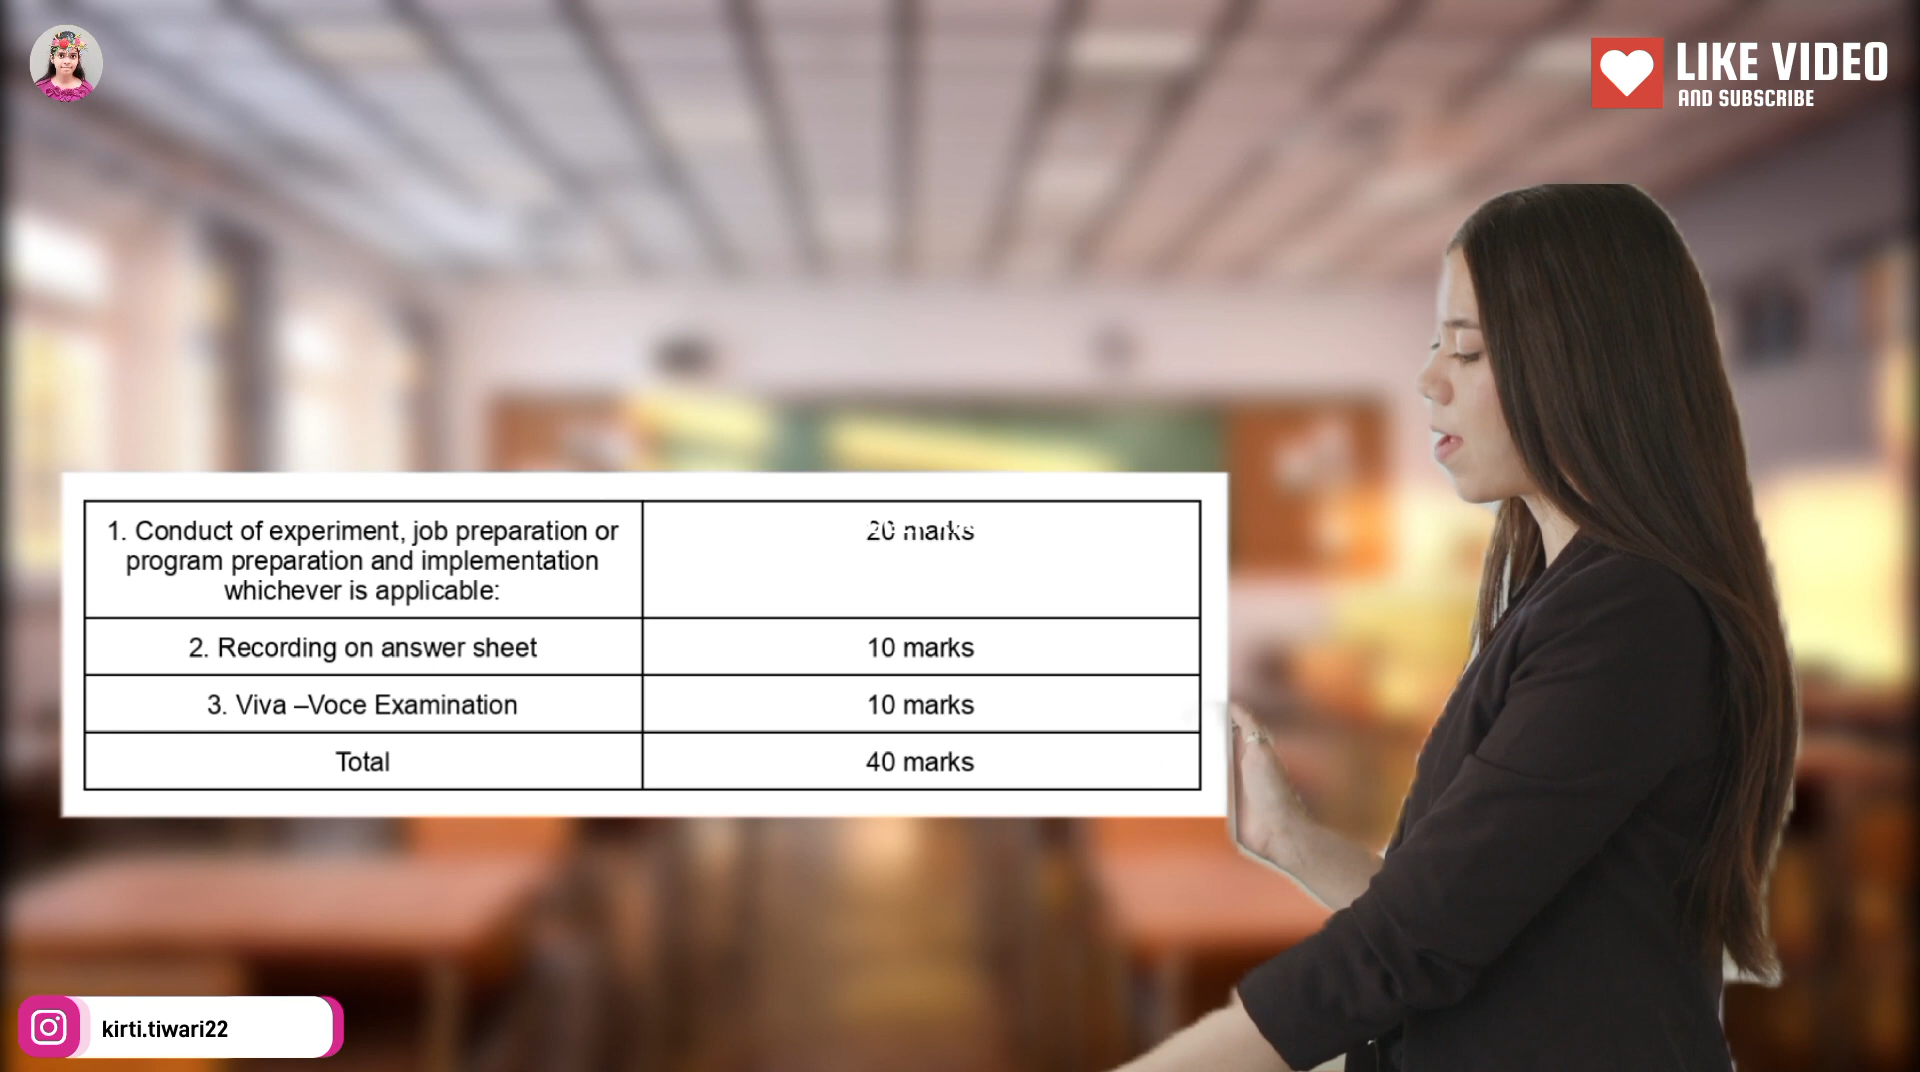 LIKE VIDEO
AND SUBSCRIBE
1. Conduct of experiment, job preparation or
program preparation and implementation
whichever is applicable:
20 marks
2. Recording on answer sheet
10 marks
3. Viva –Voce Examination
10 marks
Total
40 marks
kirti.tiwari22